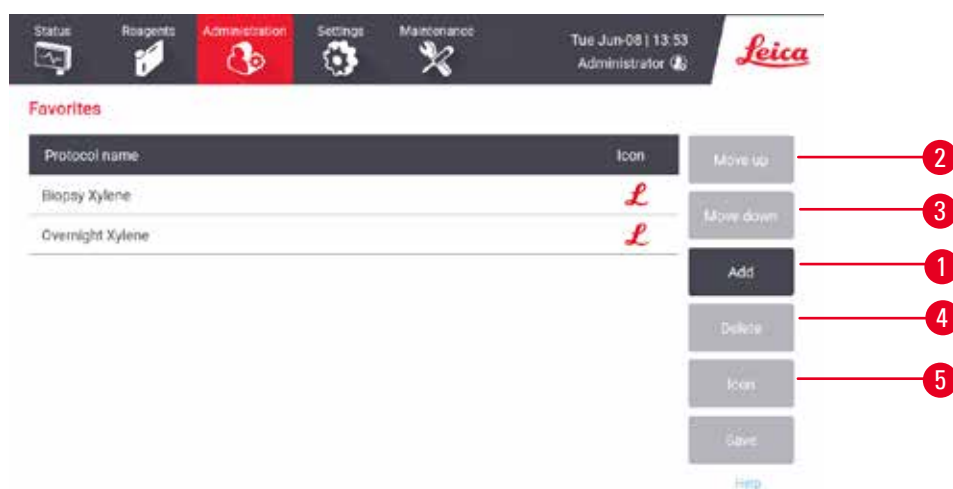 Status Reagents Administration Settings Maintenance
Tue Jun-08 | 13:53
Administrator
Leica
Favorites
Protocol name Icon
Biopsy Xylene L
Overnight Xylene L
Move up 2
Move down 3
Add 1
Delete 4
Icon 5
Save
Help